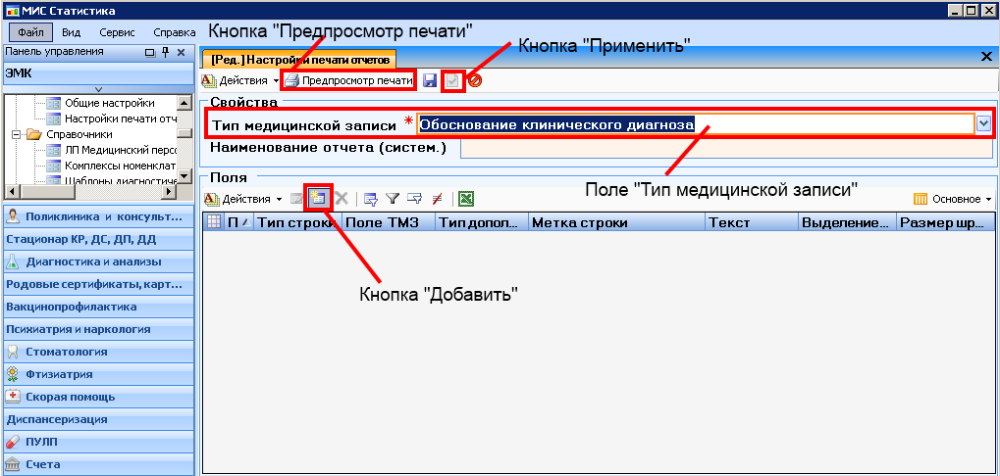 МИС Статистика
Файл Вид Сервис Справка
Кнопка "Предпросмотр печати"
Кнопка "Применить"
Панель управления
ЭМК
Общие настройки
Настройки печати отч
Справочники
ЛП Медицинский персо
Комплексы номенклат
Шаблоны диагностиче
[Ред.] Настройки печати отчетов
Действия Предпросмотр печати
Свойства
Тип медицинской записи * Обоснование клинического диагноза
Наименование отчета (систем.)
Поле "Тип медицинской записи"
Поля
Действия Основное
П Тип строки Поле ТМЗ Тип допол... Метка строки Текст Выделение... Размер шр...
Кнопка "Добавить"
Поликлиника и консульт...
Стационар КР, ДС, ДП, ДД
Диагностика и анализы
Родовые сертификаты, карт...
Вакцинопрофилактика
Психиатрия и наркология
Стоматология
Фтизиатрия
Скорая помощь
Диспансеризация
ПУЛП
Счета